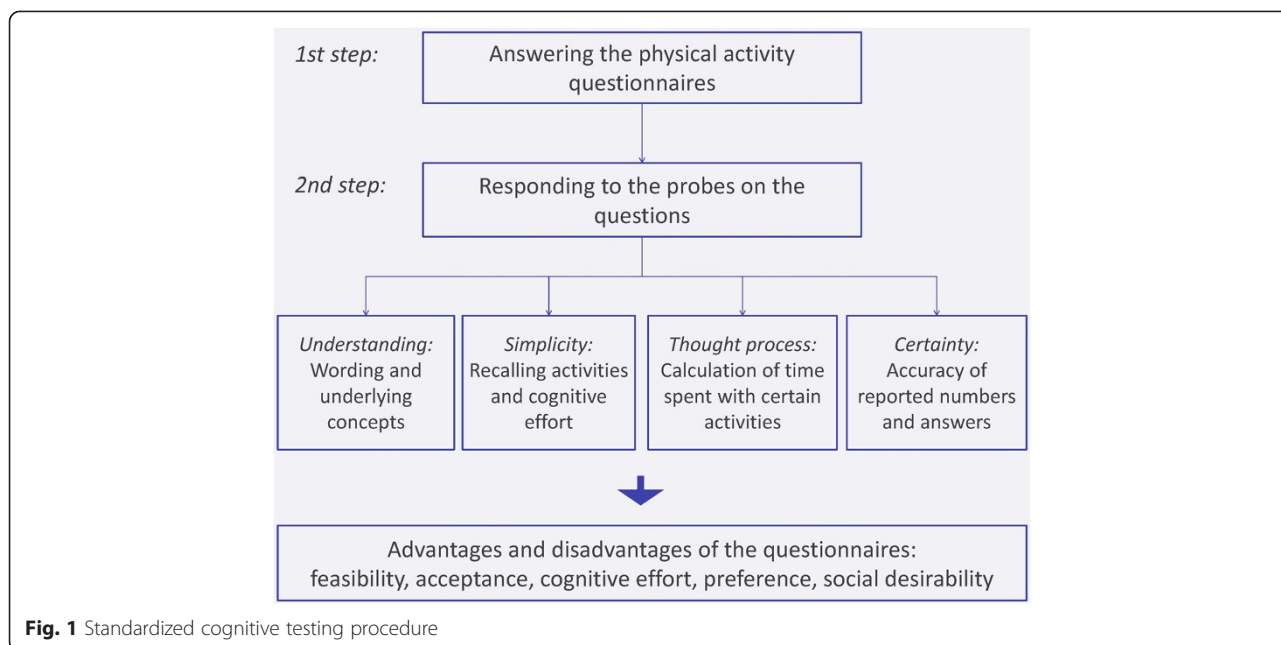 1st step:
Answering the physical activity
questionnaires
2nd step:
Responding to the probes on the
questions
Understanding:
Wording and
underlying
concepts
Simplicity:
Recalling activities
and cognitive
effort
Thought process:
Calculation of time
spent with certain
activities
Certainty:
Accuracy of
reported numbers
and answers
Advantages and disadvantages of the questionnaires:
feasibility, acceptance, cognitive effort, preference, social desirability
Fig. 1 Standardized cognitive testing procedure